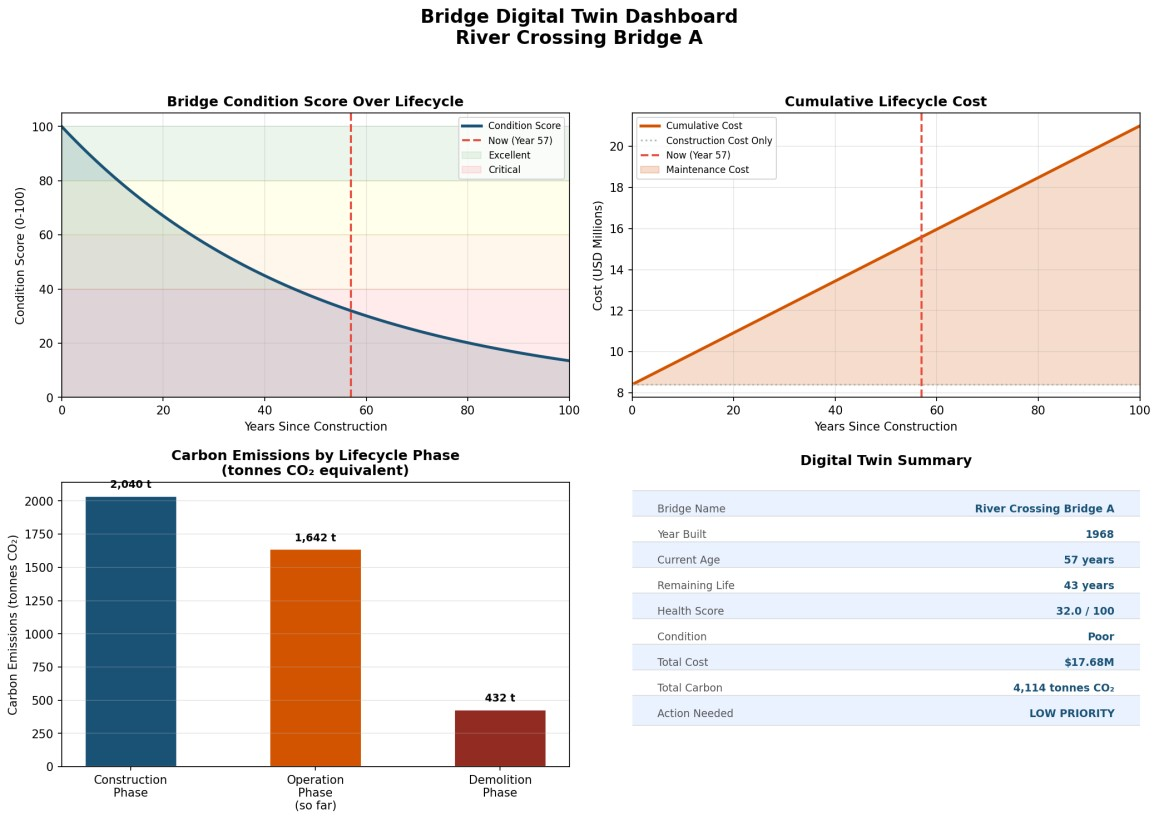 Bridge Digital Twin Dashboard
River Crossing Bridge A
Bridge Condition Score Over Lifecycle
Condition Score (0-100)
100
80
60
40
20
0
Condition Score
Now (Year 57)
Excellent
Critical
0 20 40 60 80 100
Years Since Construction
Cumulative Lifecycle Cost
Cost (USD Millions)
20
18
16
14
12
10
8
Cumulative Cost
Construction Cost Only
Now (Year 57)
Maintenance Cost
0 20 40 60 80 100
Years Since Construction
Carbon Emissions by Lifecycle Phase
(tonnes CO₂ equivalent)
Carbon Emissions (tonnes CO₂)
2000
1750
1500
1250
1000
750
500
250
0
2,040 t
1,642 t
432 t
Construction
Phase
Operation
Phase
(so far)
Demolition
Phase
Digital Twin Summary
Bridge Name River Crossing Bridge A
Year Built 1968
Current Age 57 years
Remaining Life 43 years
Health Score 32.0 / 100
Condition Poor
Total Cost $17.68M
Total Carbon 4,114 tonnes CO₂
Action Needed LOW PRIORITY